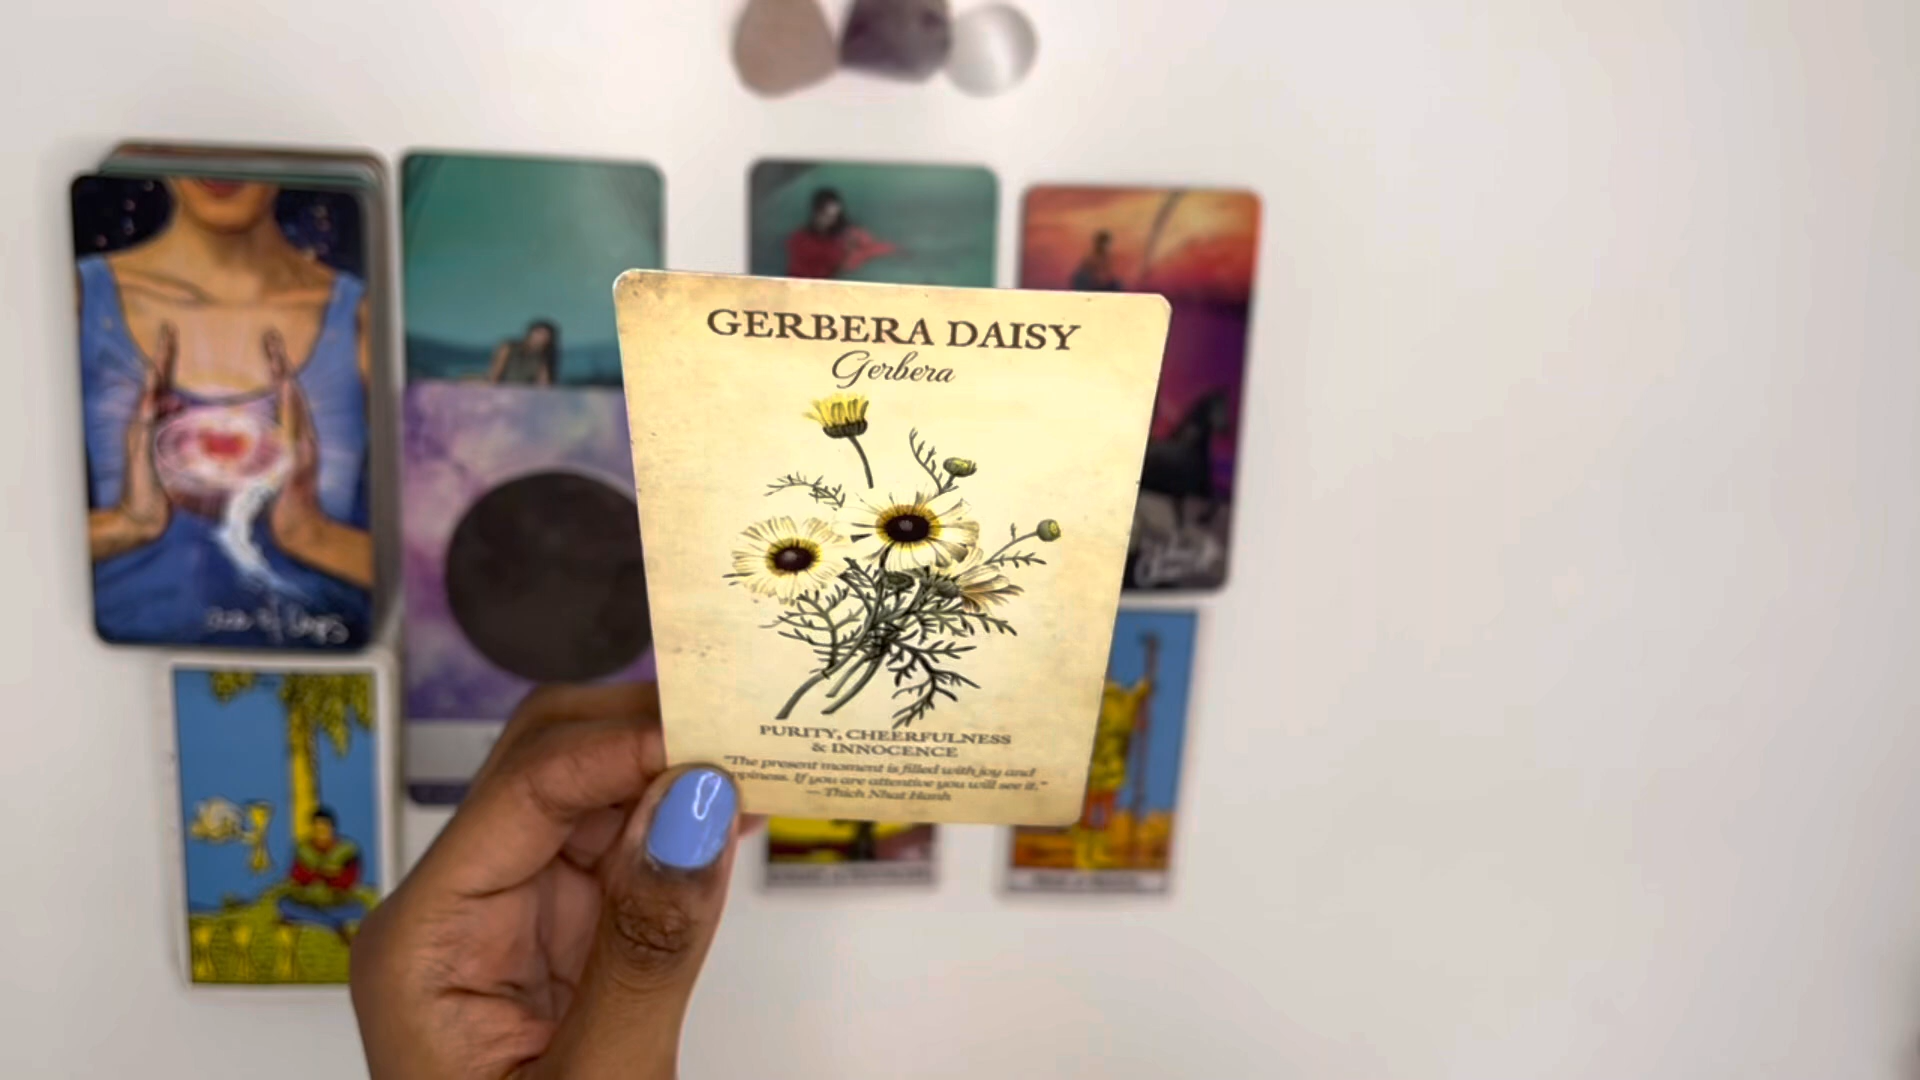 GERBERA DAISY
Gerbera
PURITY, CHEERFULNESS
& INNOCENCE
"The present moment is filled with joy and
ppiness. If you are attentive you will see it."
— Thich Nhat Hanh